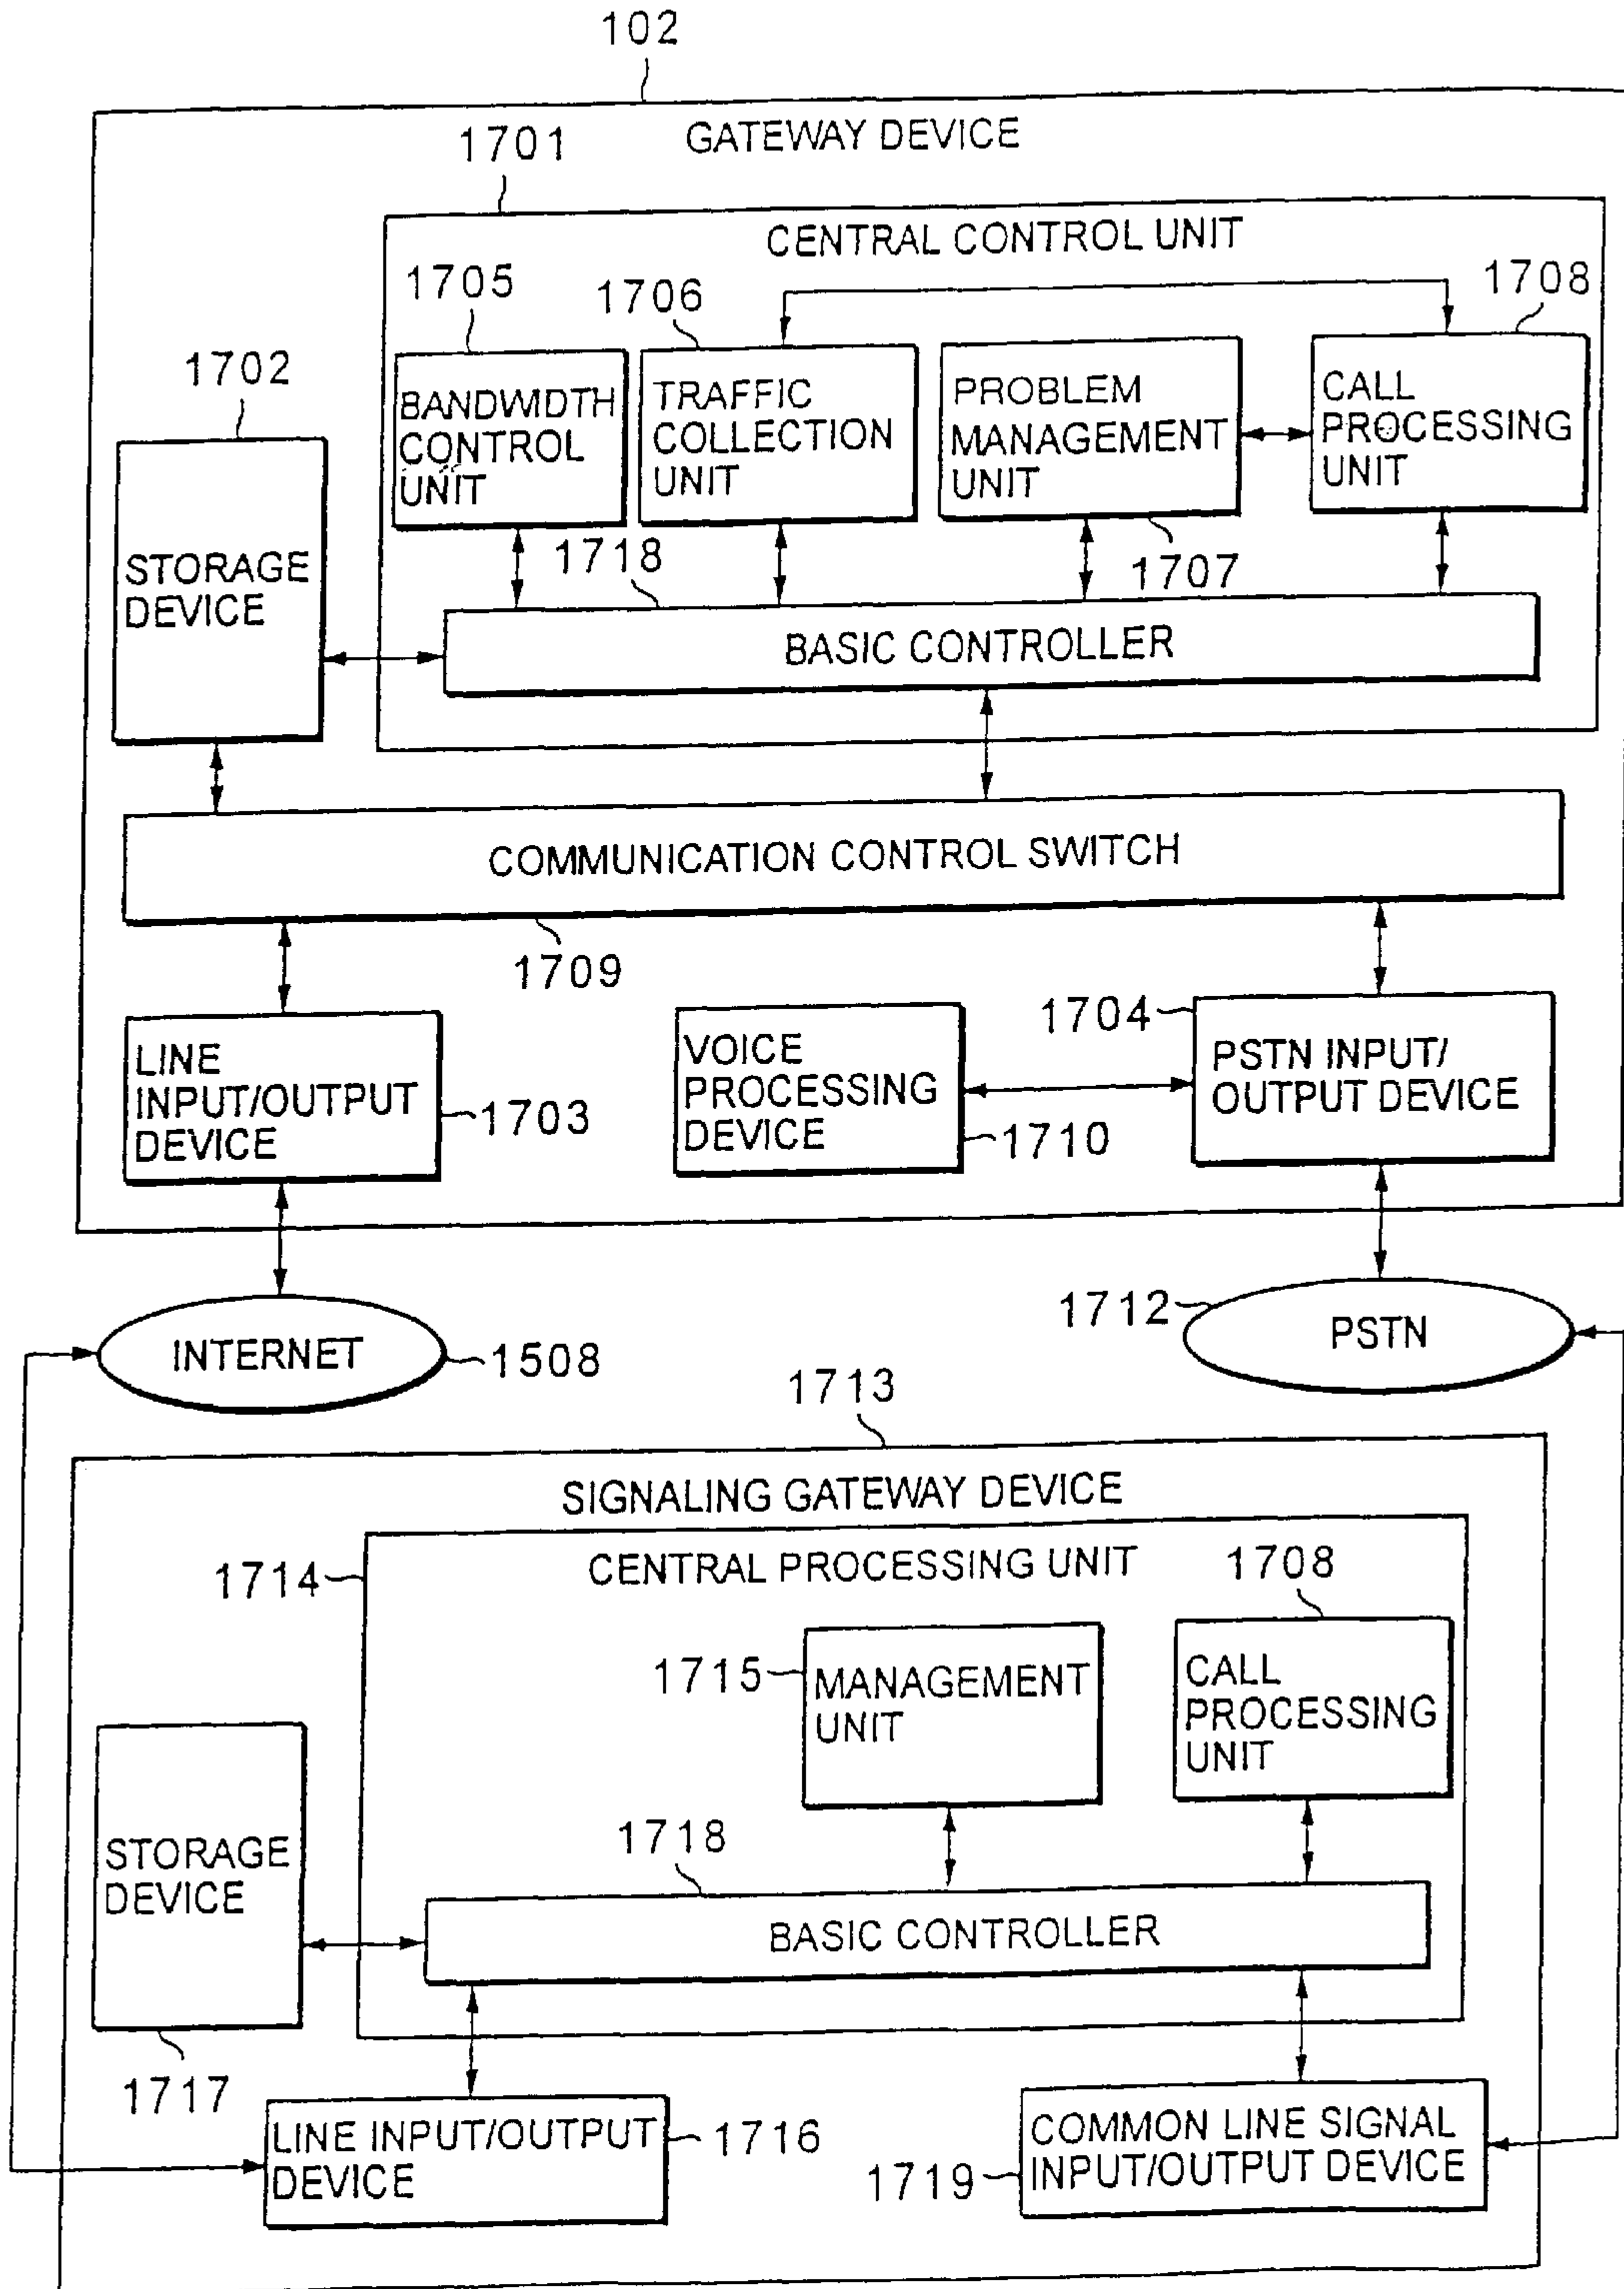 102
GATEWAY DEVICE
1701
CENTRAL CONTROL UNIT
1705
1706
1708
1702
BANDWIDTH
CONTROL
UNIT
TRAFFIC
COLLECTION
UNIT
PROBLEM
MANAGEMENT
UNIT
CALL
PROCESSING
UNIT
STORAGE
DEVICE
1718
1707
BASIC CONTROLLER
COMMUNICATION CONTROL SWITCH
1709
LINE
INPUT/OUTPUT
DEVICE
1703
VOICE
PROCESSING
DEVICE
1710
1704
PSTN INPUT/
OUTPUT DEVICE
INTERNET
1508
1712
PSTN
1713
SIGNALING GATEWAY DEVICE
1714
CENTRAL PROCESSING UNIT
1708
1715
MANAGEMENT
UNIT
CALL
PROCESSING
UNIT
STORAGE
DEVICE
1718
BASIC CONTROLLER
1717
LINE INPUT/OUTPUT
DEVICE
1716
1719
COMMON LINE SIGNAL
INPUT/OUTPUT DEVICE